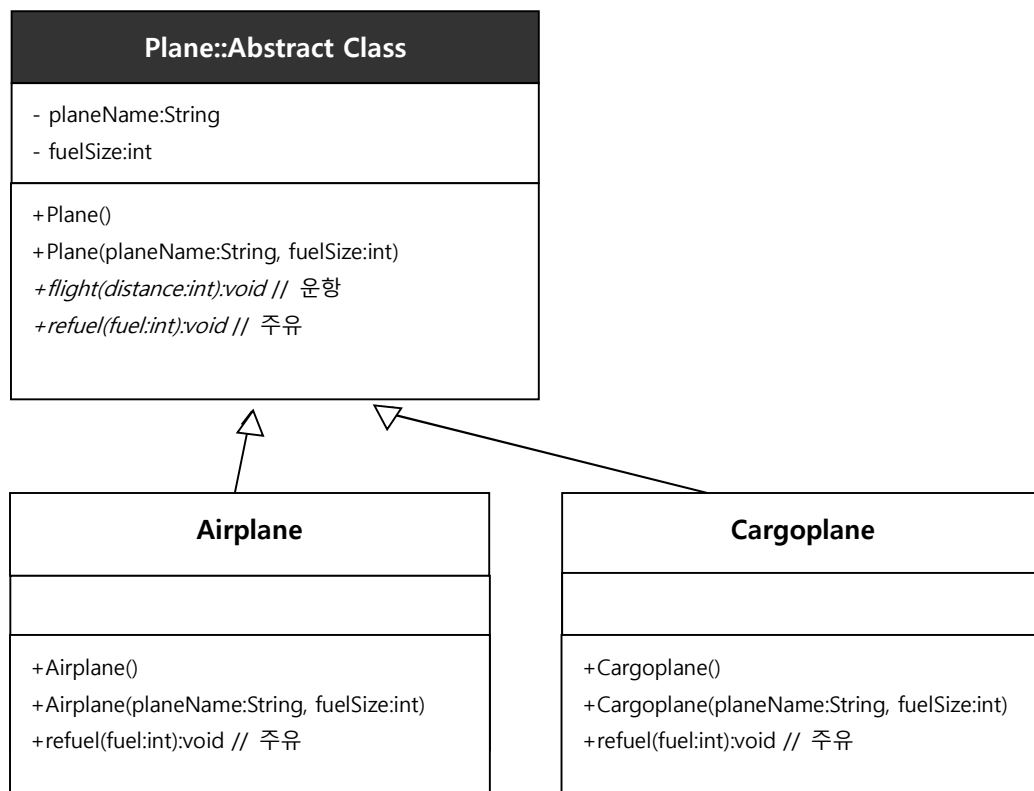 Plane::Abstract Class
- planeName:String
- fuelSize:int
+Plane()
+Plane(planeName:String, fuelSize:int)
+flight(distance:int):void // 운항
+refuel(fuel:int):void // 주유
Airplane
+Airplane()
+Airplane(planeName:String, fuelSize:int)
+refuel(fuel:int):void // 주유
Cargoplane
+Cargoplane()
+Cargoplane(planeName:String, fuelSize:int)
+refuel(fuel:int):void // 주유